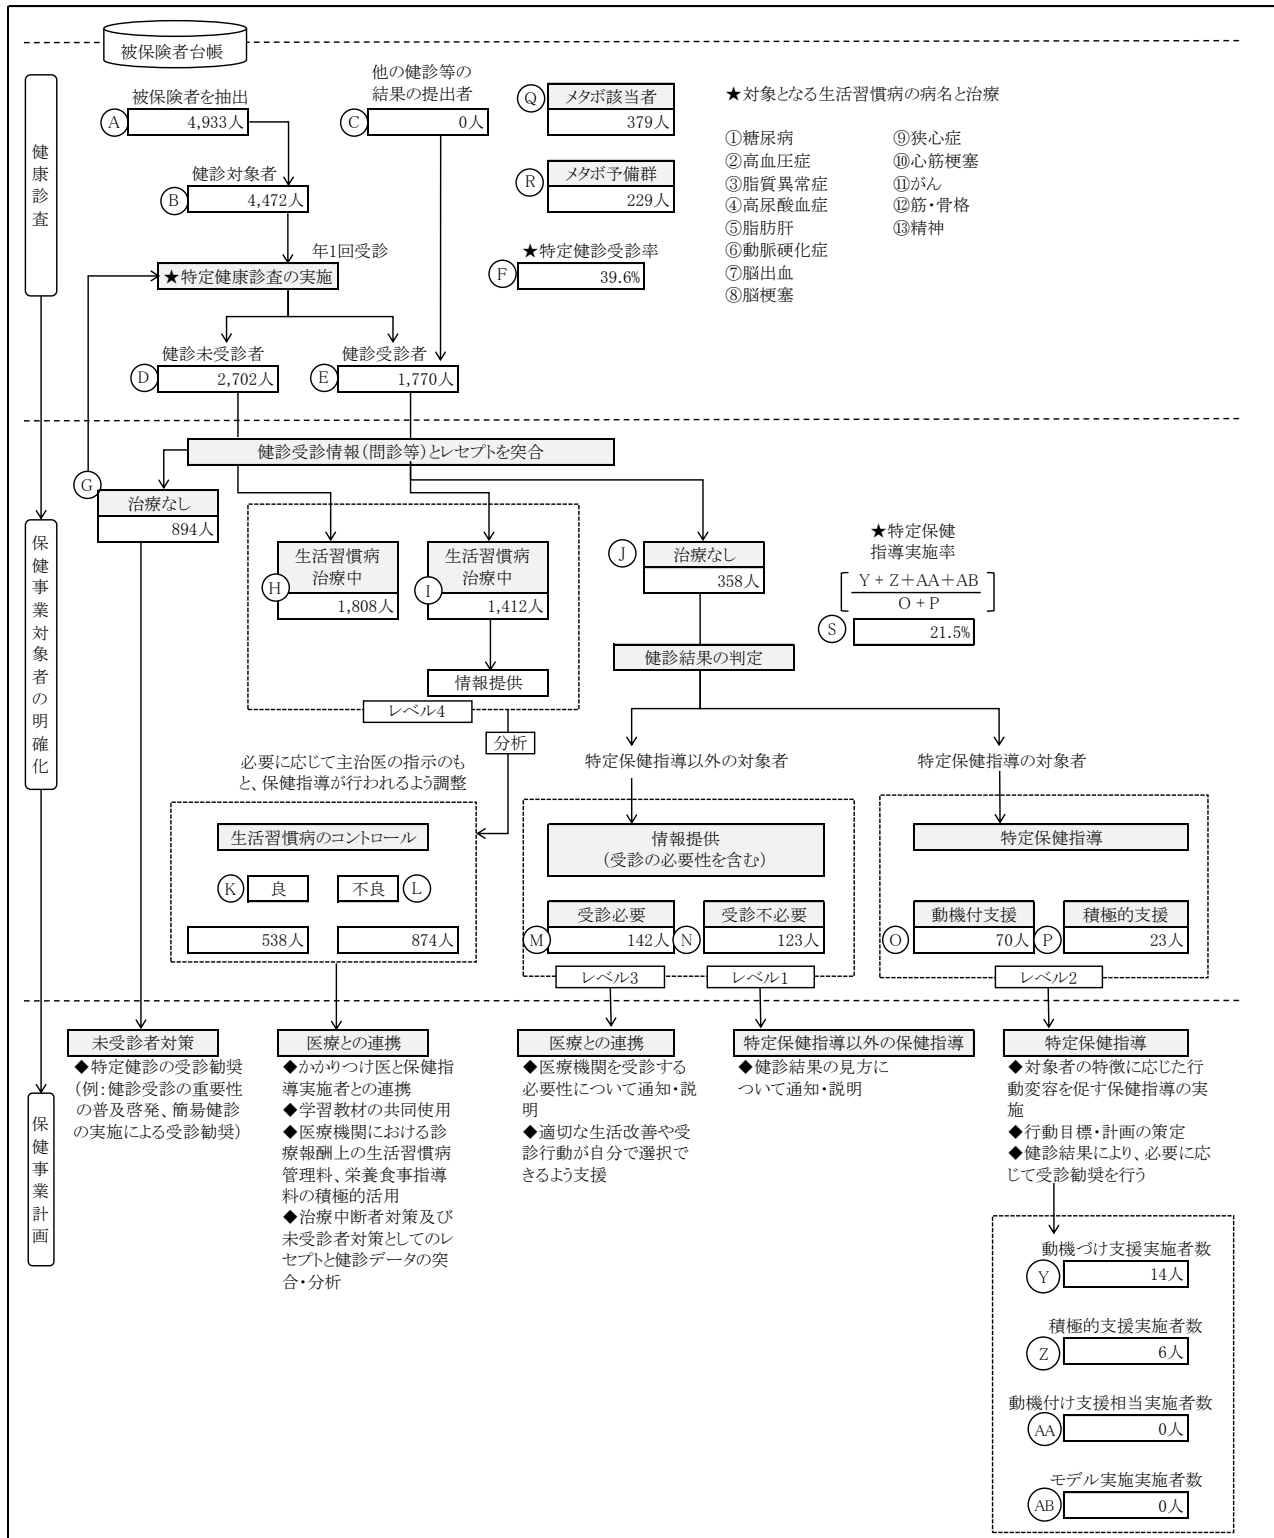 被保険者台帳
健康診査
被保険者を抽出
A
4,933人
健診対象者
B
4,472人
他の健診等の
結果の提出者
C
0人
Q
メタボ該当者
379人
R
メタボ予備群
229人
★特定健診受診率
F
39.6%
★対象となる生活習慣病の病名と治療
①糖尿病
②高血圧症
③脂質異常症
④高尿酸血症
⑤脂肪肝
⑥動脈硬化症
⑦脳出血
⑧脳梗塞
⑨狭心症
⑩心筋梗塞
⑪がん
⑫筋・骨格
⑬精神
年1回受診
★特定健康診査の実施
健診未受診者
D
2,702人
健診受診者
E
1,770人
保健事業対象者の明確化
健診受診情報(問診等)とレセプトを突合
G
治療なし
894人
生活習慣病
治療中
H
1,808人
生活習慣病
治療中
I
1,412人
情報提供
レベル4
J
治療なし
358人
★特定保健
指導実施率
Y + Z + AA + AB
O + P
S
21.5%
健診結果の判定
分析
必要に応じて主治医の指示のも
と、保健指導が行われるよう調整
特定保健指導以外の対象者
特定保健指導の対象者
生活習慣病のコントロール
K
良
不良
L
538人
874人
情報提供
(受診の必要性を含む)
受診必要
M
142人
受診不必要
N
123人
レベル3
レベル1
特定保健指導
動機付支援
O
70人
積極的支援
P
23人
レベル2
保健事業計画
未受診者対策
◆特定健診の受診勧奨
(例:健診受診の重要性
の普及啓発、簡易健診
の実施による受診勧奨)
医療との連携
◆かかりつけ医と保健指
導実施者との連携
◆学習教材の共同使用
◆医療機関における診
療報酬上の生活習慣病
管理料、栄養食事指導
料の積極的活用
◆治療中断者対策及び
未受診者対策としてのレ
セプトと健診データの突
合・分析
医療との連携
◆医療機関を受診する
必要性について通知・説
明
◆適切な生活改善や受
診行動が自分で選択で
きるよう支援
特定保健指導以外の保健指導
◆健診結果の見方に
ついて通知・説明
特定保健指導
◆対象者の特徴に応じた行
動変容を促す保健指導の実
施
◆行動目標・計画の策定
◆健診結果により、必要に応
じて受診勧奨を行う
動機づけ支援実施者数
Y
14人
積極的支援実施者数
Z
6人
動機付け支援相当実施者数
AA
0人
モデル実施実施者数
AB
0人